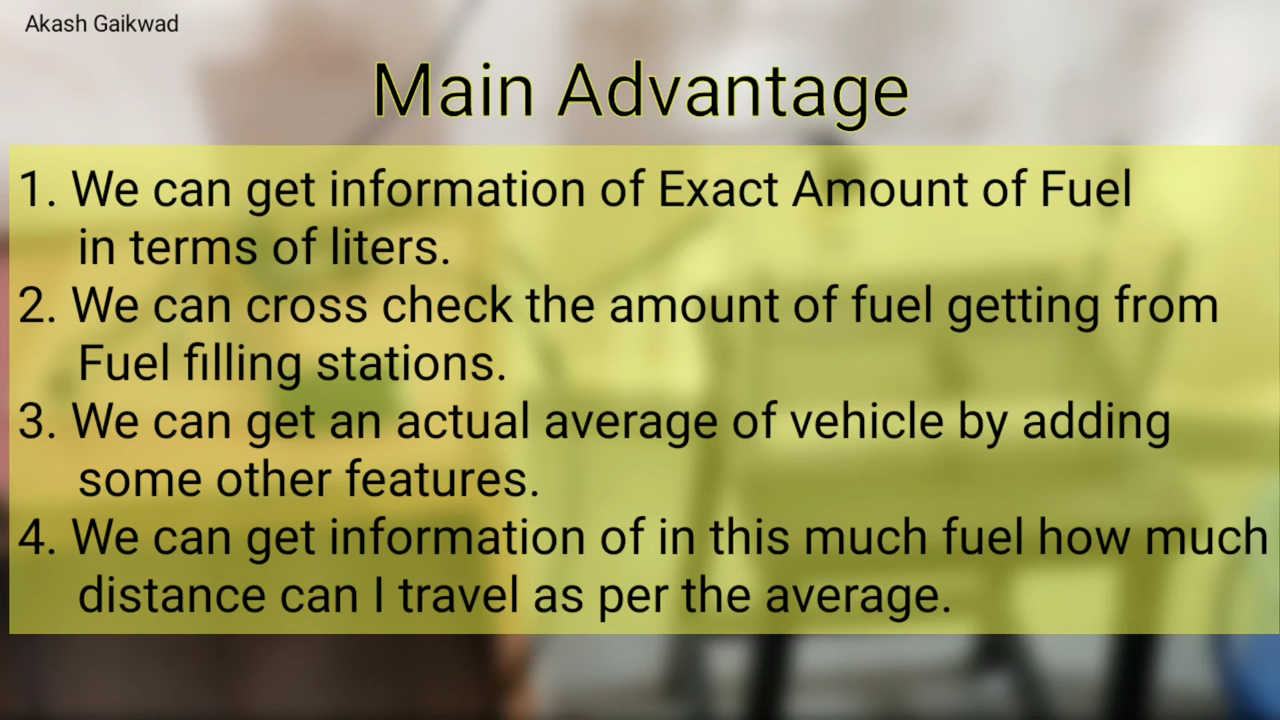 Akash Gaikwad
Main Advantage
1. We can get information of Exact Amount of Fuel
in terms of liters.
2. We can cross check the amount of fuel getting from
Fuel filling stations.
3. We can get an actual average of vehicle by adding
some other features.
4. We can get information of in this much fuel how much
distance can I travel as per the average.